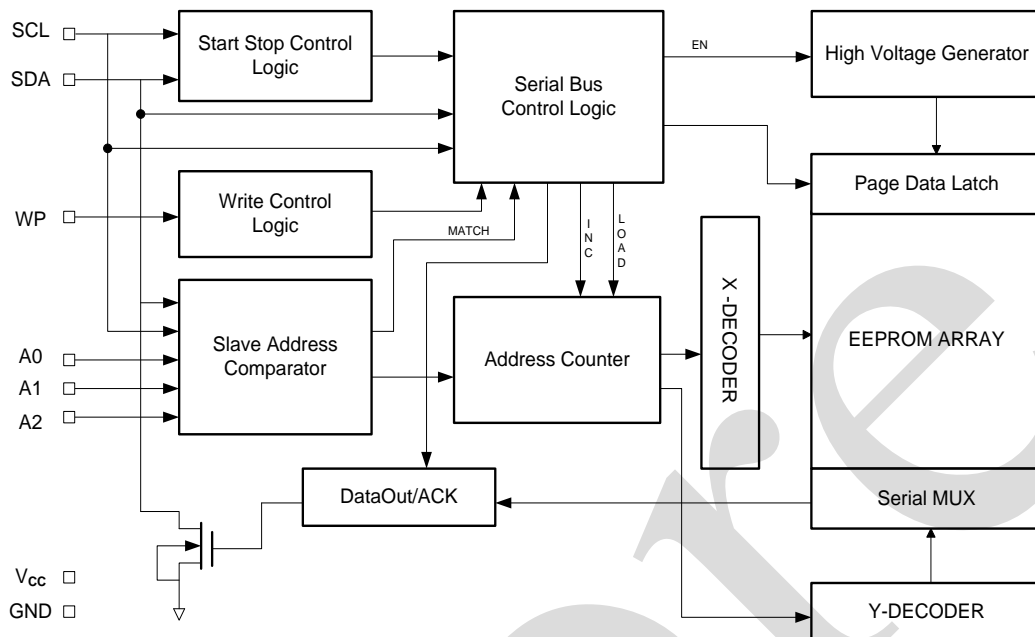 SCL
SDA
WP
A0
A1
A2
Vcc
GND
Start Stop Control
Logic
Write Control
Logic
Slave Address
Comparator
Serial Bus
Control Logic
EN
MATCH
INC
LOAD
Address Counter
DataOut/ACK
X -DECODER
High Voltage Generator
Page Data Latch
EEPROM ARRAY
Serial MUX
Y-DECODER